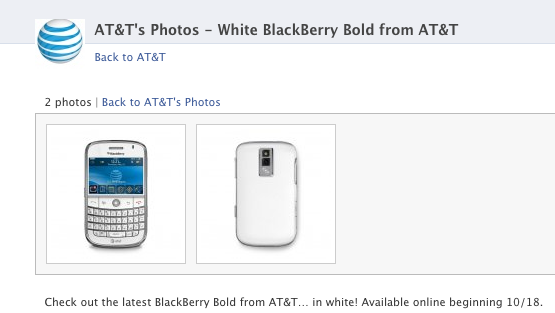 AT&T's Photos – White BlackBerry Bold from AT&T
Back to AT&T
2 photos | Back to AT&T's Photos
BlackBerry
Check out the latest BlackBerry Bold from AT&T... in white! Available online beginning 10/18.